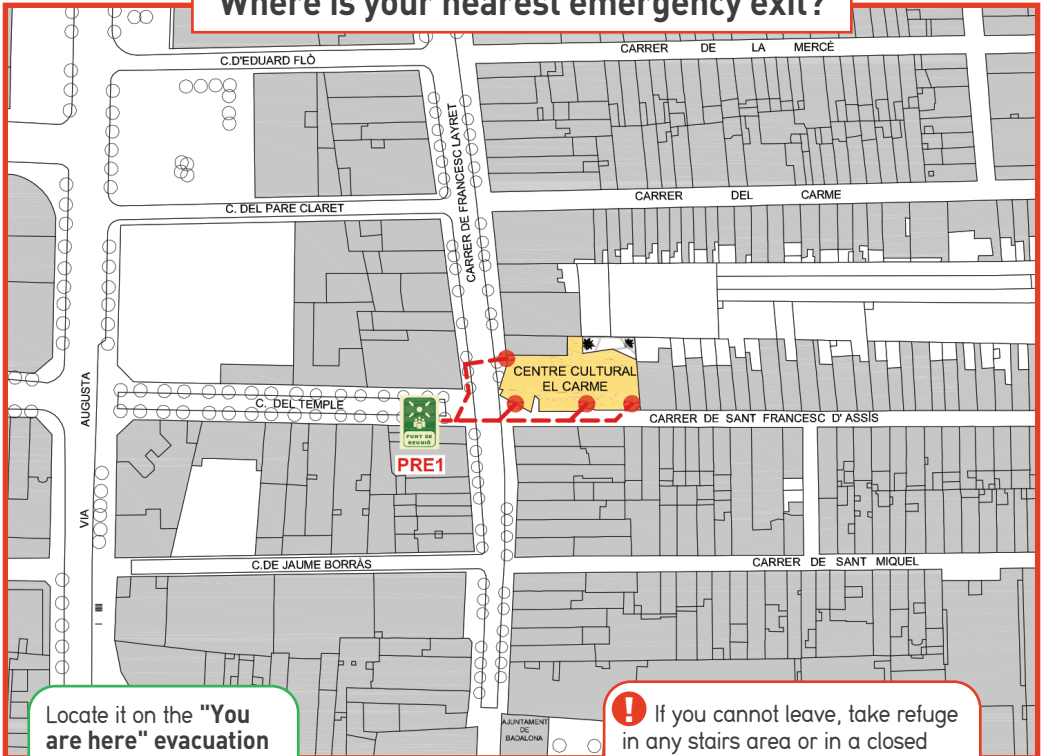 Where is your nearest emergency exit?
CARRER DE LA MERCÈ
C.D'EDUARD FLÒ
CARRER DE FRANCESC LAYRET
CARRER DEL CARME
C. DEL PARE CLARET
CENTRE CULTURAL
EL CARME
VIA AUGUSTA
C. DEL TEMPLE
CARRER DE SANT FRANCESC D'ASSÍS
PUNT DE
REUNIÓ
PRE1
C.DE JAUME BORRÀS
CARRER DE SANT MIQUEL
Locate it on the "You
are here" evacuation
AJUNTAMENT
DE
BADALONA
! If you cannot leave, take refuge
in any stairs area or in a closed